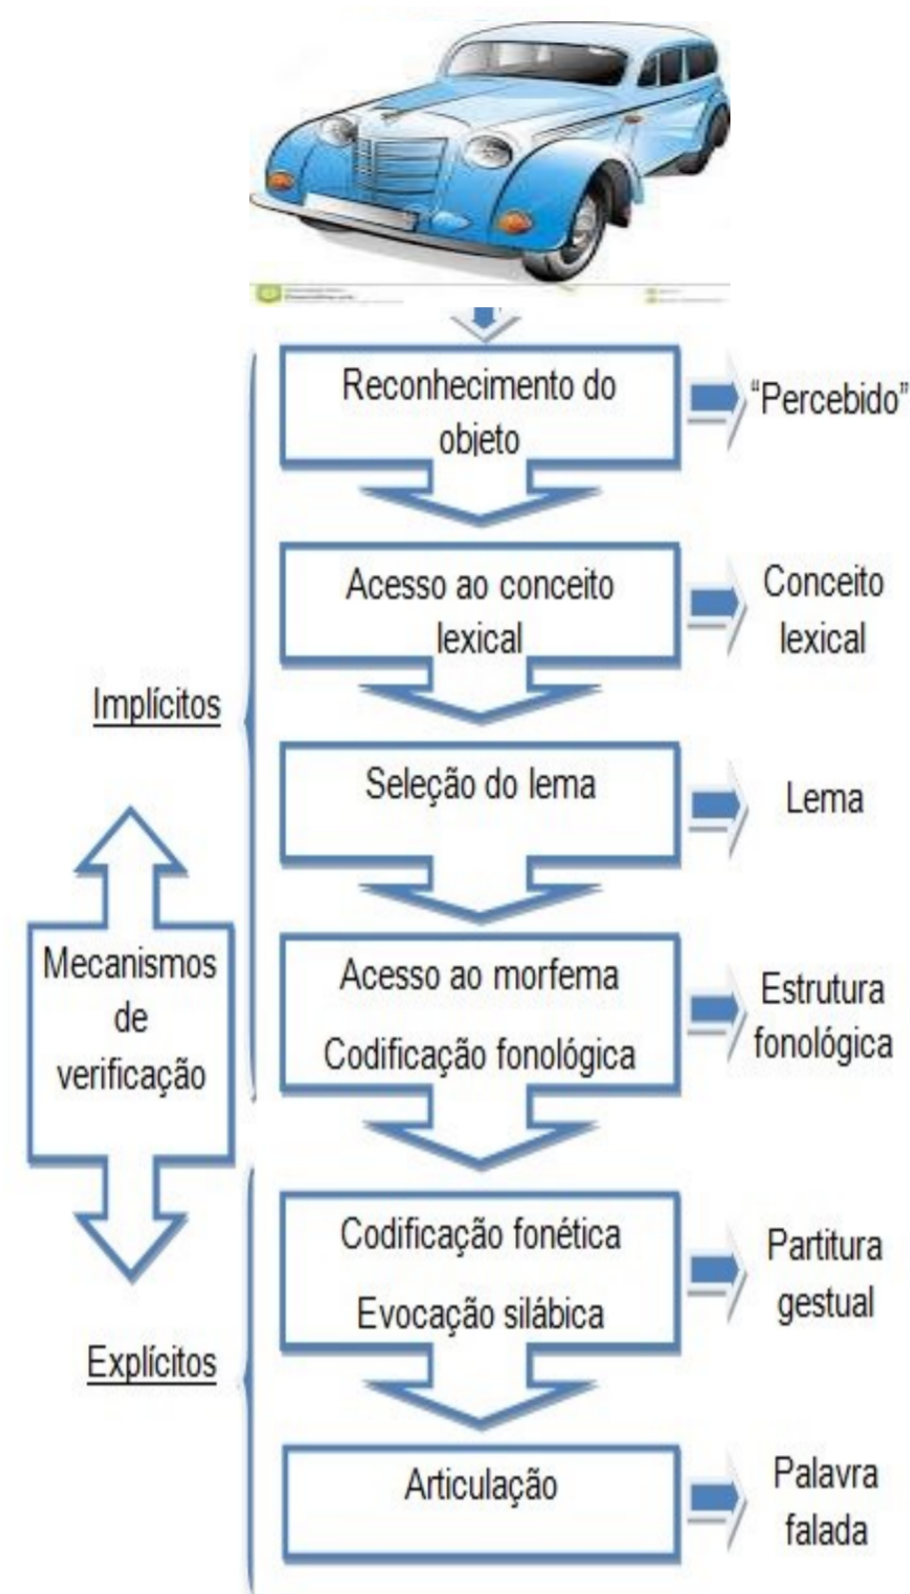 Reconhecimento do
objeto
“Percebido”
Acesso ao conceito
lexical
Conceito
lexical
Implícitos
Seleção do lema
Lema
Mecanismos
de
verificação
Acesso ao morfema
Codificação fonológica
Estrutura
fonológica
Codificação fonética
Evocação silábica
Partitura
gestual
Explícitos
Articulação
Palavra
falada